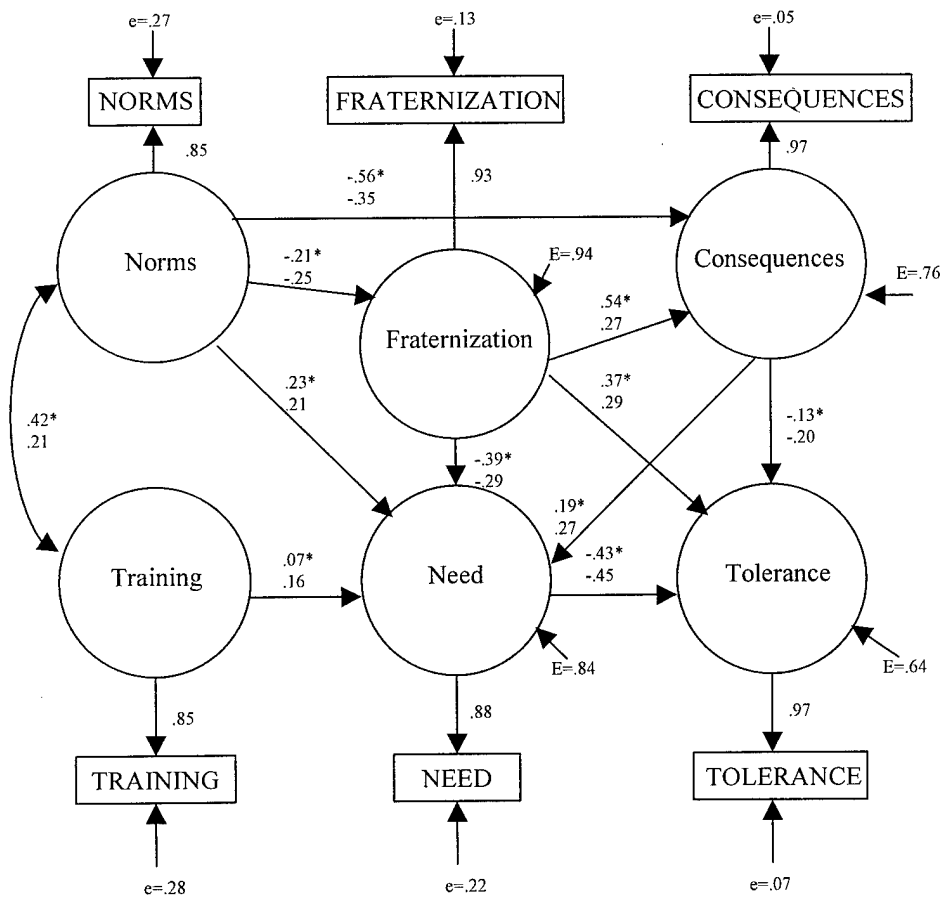 e=.27
e=.13
e=.05
NORMS
FRATERNIZATION
CONSEQUENCES
.85
.93
.97
-.56*
-.35
Norms
-.21*
-.25
E=.94
Consequences
E=.76
Fraternization
.54*
.27
.23*
.21
.37*
.29
.42*
.21
-.13*
-.20
-.39*
-.29
.19*
.27
Training
.07*
.16
Need
-.43*
-.45
Tolerance
E=.84
E=.64
.85
.88
.97
TRAINING
NEED
TOLERANCE
e=.28
e=.22
e=.07